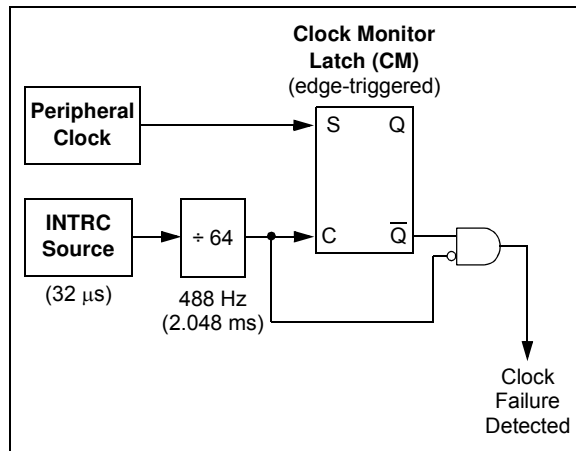 Clock Monitor
Latch (CM)
(edge-triggered)
Peripheral
Clock
S
Q
INTRC
Source
÷ 64
C
Q̅
(32 μs)
488 Hz
(2.048 ms)
Clock
Failure
Detected